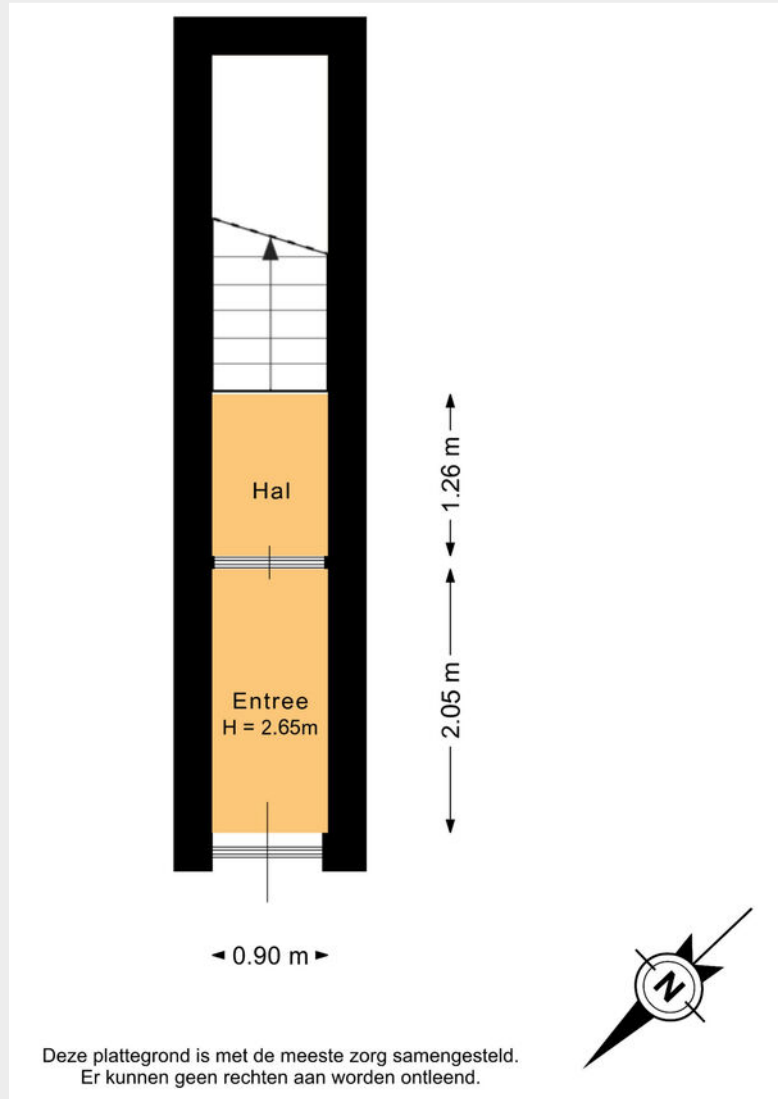 Hal
1.26 m
Entree
H = 2.65m
2.05 m
0.90 m
N
Deze plattegrond is met de meeste zorg samengesteld.
Er kunnen geen rechten aan worden ontleend.